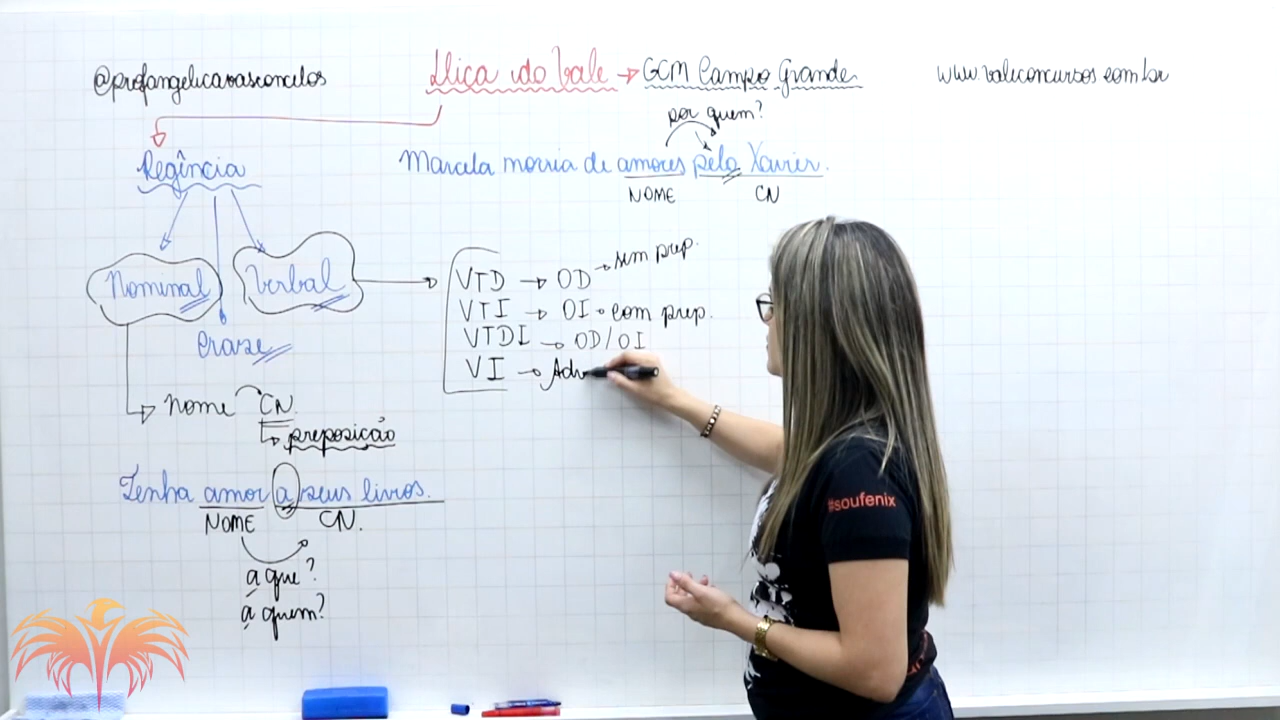 @profangelicavasconcelos
Dica do Vale → GCM Campo Grande
www.valeconcursos.com.br
por quem?
Regência
Marcela morria de amores pelo Xavier.
NOME CN
Nominal
Verbal
Crase
VTD → OD → sem prep.
VTI → OI → com prep.
VTDI → OD/OI
VI → Adv
nome CN
preposição
Tenha amor a seus livros.
NOME CN.
a que?
a quem?
#soufenix